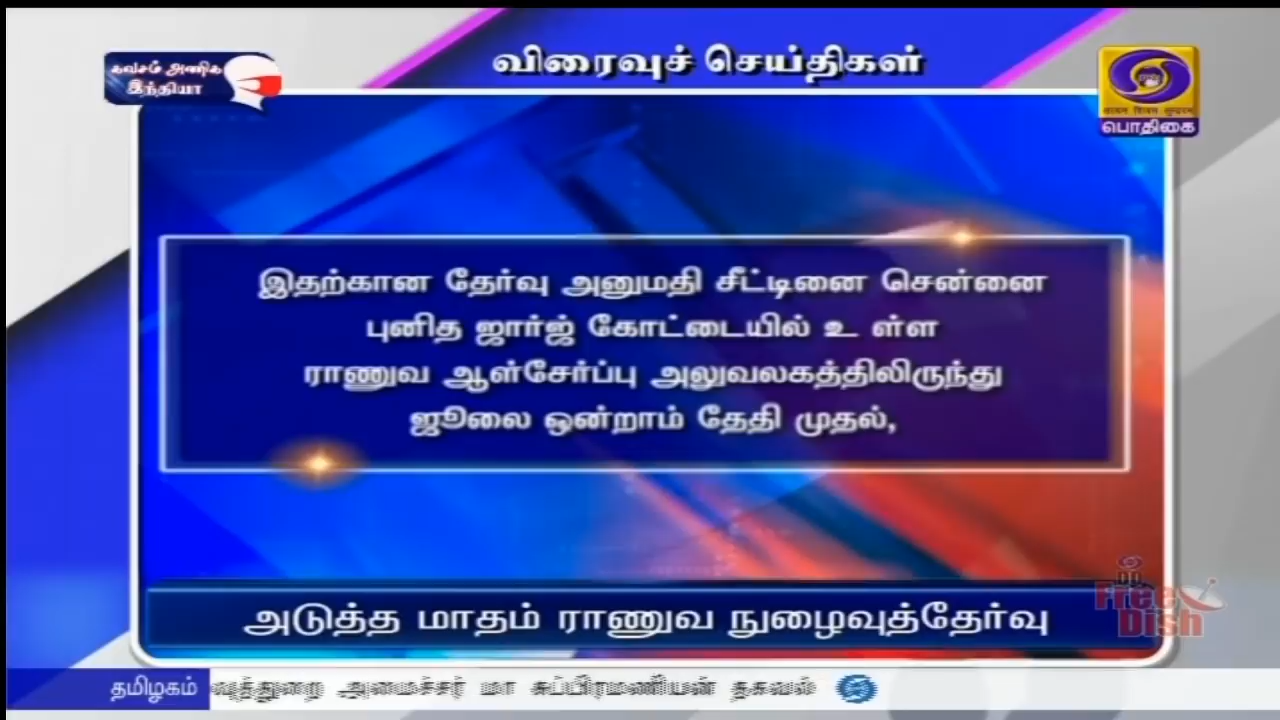 கவசம் அணிக
இந்தியா
விரைவுச் செய்திகள்
பொதிகை
இதற்கான தேர்வு அனுமதி சீட்டினை சென்னை
புனித ஜார்ஜ் கோட்டையில் உ ள்ள
ராணுவ ஆள்சேர்ப்பு அலுவலகத்திலிருந்து
ஜூலை ஒன்றாம் தேதி முதல்,
DD
Free Dish
அடுத்த மாதம் ராணுவ நுழைவுத்தேர்வு
தமிழகம் வுத்துறை அமைச்சர் மா சுப்பிரமணியன் தகவல்